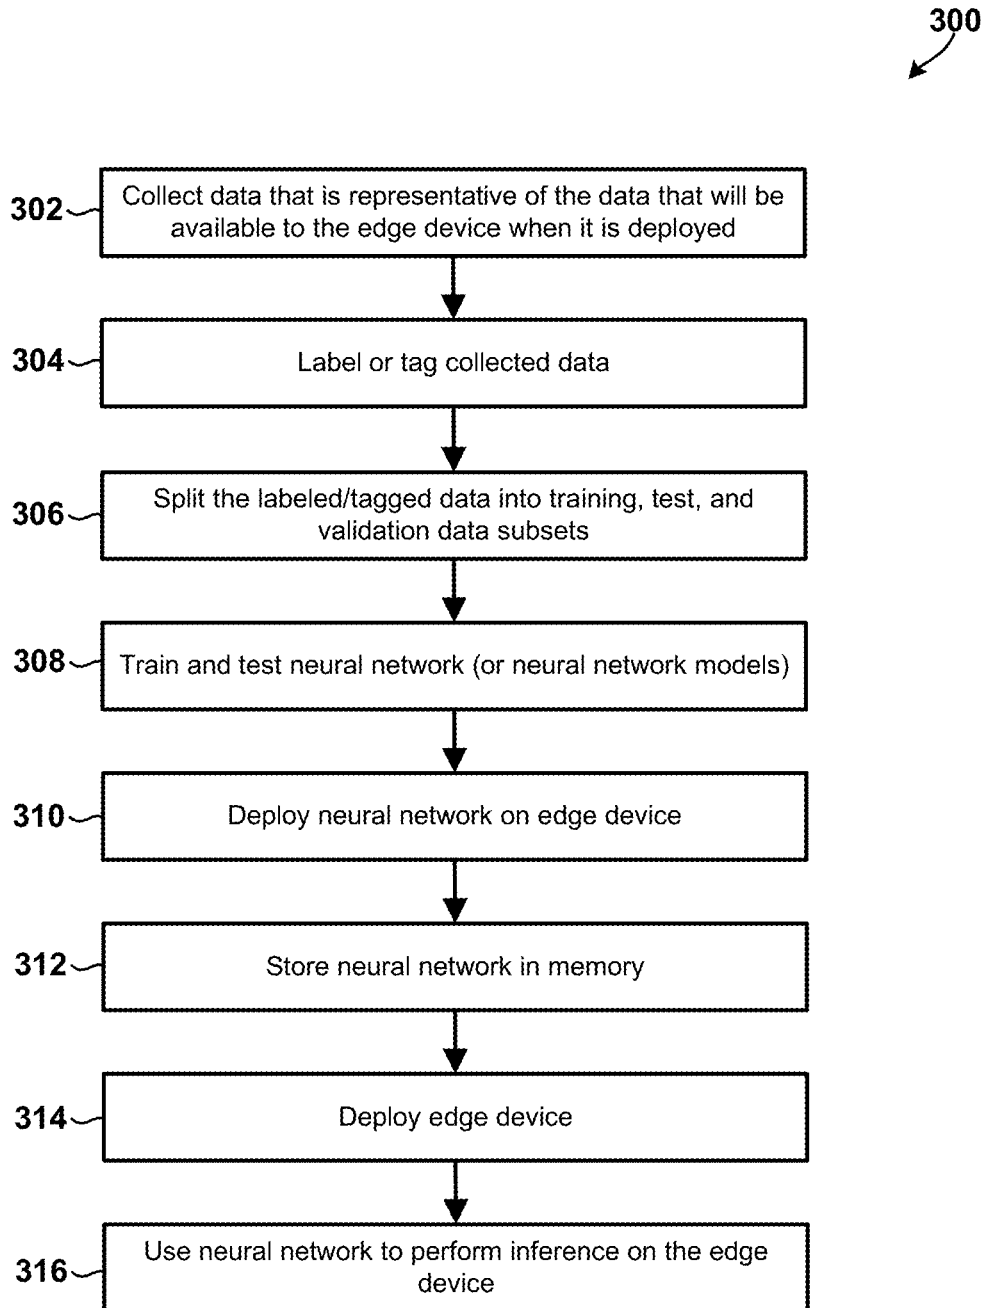 300
302
Collect data that is representative of the data that will be
available to the edge device when it is deployed
304
Label or tag collected data
306
Split the labeled/tagged data into training, test, and
validation data subsets
308
Train and test neural network (or neural network models)
310
Deploy neural network on edge device
312
Store neural network in memory
314
Deploy edge device
316
Use neural network to perform inference on the edge
device